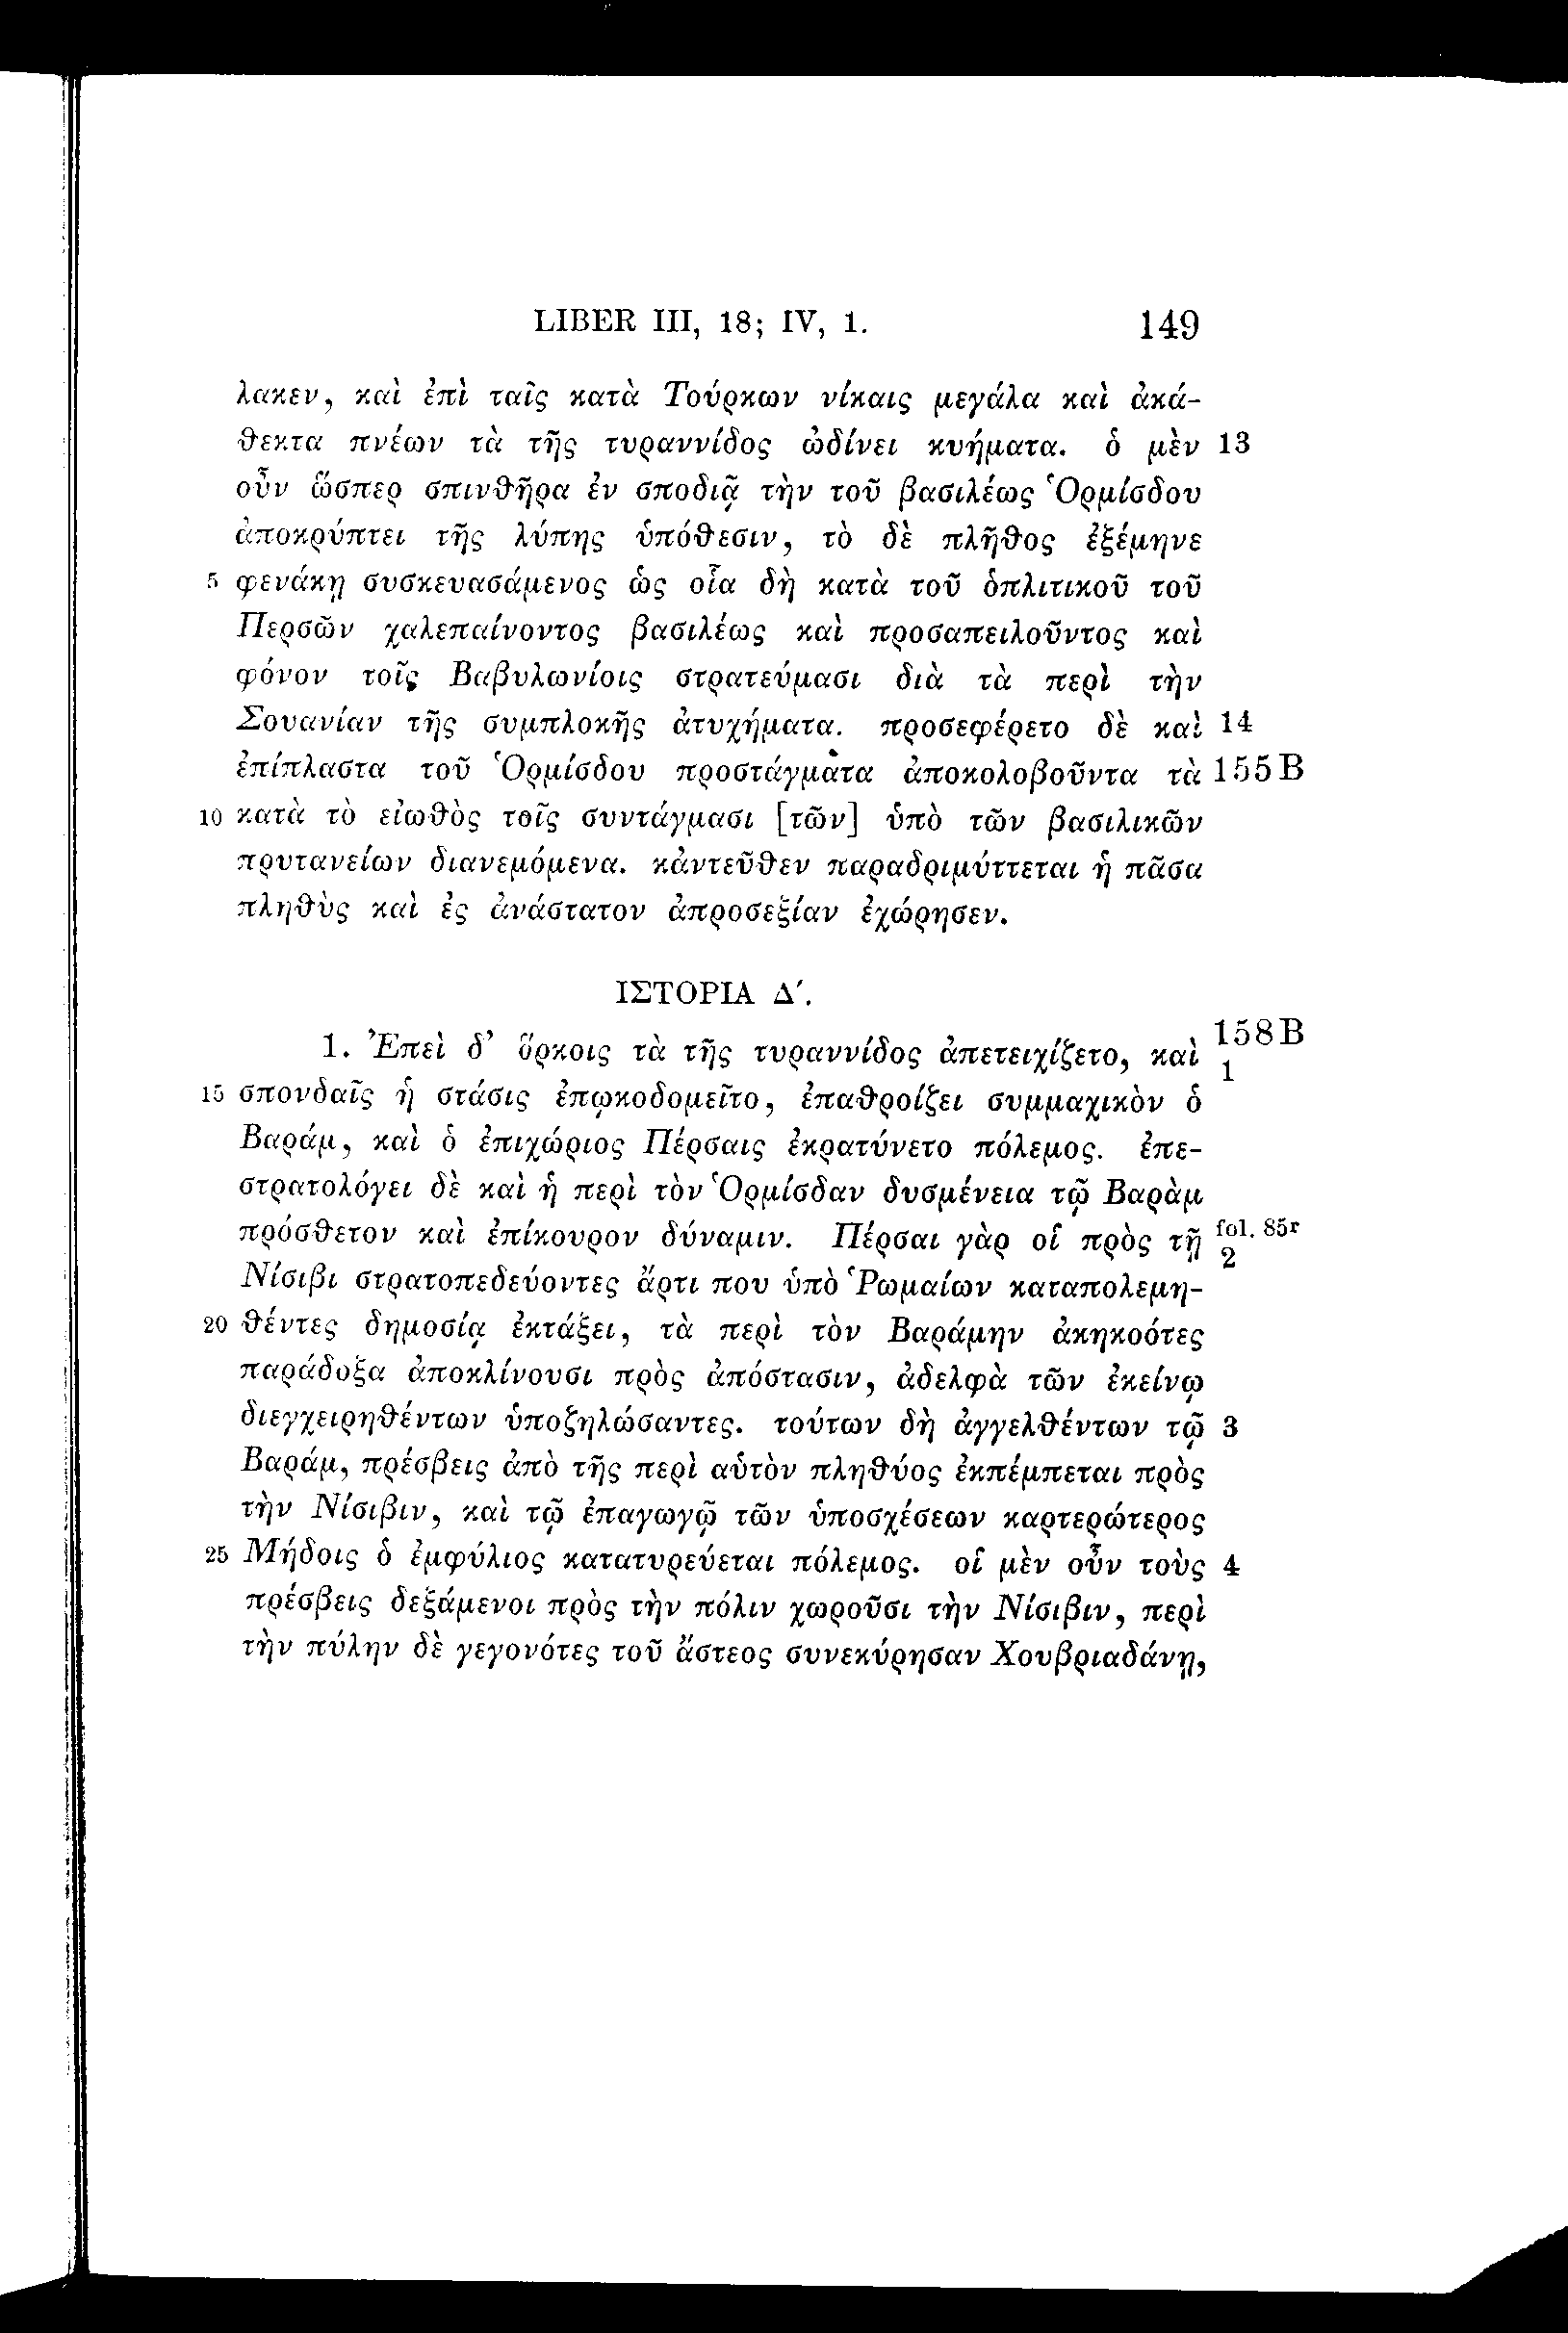 LIBER III, 18; IV, 1. 149
λακεν, καὶ ἐπὶ ταῖς κατὰ Τούρκων νίκαις μεγάλα καὶ ἀκά-
θεκτα πνέων τὰ τῆς τυραννίδος ὠδίνει κυήματα. ὁ μὲν 13
οὖν ὥσπερ σπινθῆρα ἐν σποδιᾷ τὴν τοῦ βασιλέως Ὁρμίσδου
ἀποκρύπτει τῆς λύπης ὑπόθεσιν, τὸ δὲ πλῆθος ἐξέμηνε
5 φενάκῃ συσκευασάμενος ὡς οἷα δὴ κατὰ τοῦ ὁπλιτικοῦ τοῦ
Περσῶν χαλεπαίνοντος βασιλέως καὶ προσαπειλοῦντος καὶ
φόνον τοῖς Βαβυλωνίοις στρατεύμασι διὰ τὰ περὶ τὴν
Σουανίαν τῆς συμπλοκῆς ἀτυχήματα. προσεφέρετο δὲ καὶ 14
ἐπίπλαστα τοῦ Ὁρμίσδου προστάγματα ἀποκολοβοῦντα τὰ 155 B
10 κατὰ τὸ εἰωθὸς τοῖς συντάγμασι [τῶν] ὑπὸ τῶν βασιλικῶν
πρυτανείων διανεμόμενα. κἀντεῦθεν παραδριμύττεται ἡ πᾶσα
πληθὺς καὶ ἐς ἀνάστατον ἀπροσεξίαν ἐχώρησεν.
ΙΣΤΟΡΙΑ Δ΄.
1. Ἐπεὶ δ’ ὅρκοις τὰ τῆς τυραννίδος ἀπετειχίζετο, καὶ 158 B 1
15 σπονδαῖς ἡ στάσις ἐπῳκοδομεῖτο, ἐπαθροίζει συμμαχικὸν ὁ
Βαράμ, καὶ ὁ ἐπιχώριος Πέρσαις ἐκρατύνετο πόλεμος. ἐπε-
στρατολόγει δὲ καὶ ἡ περὶ τὸν Ὁρμίσδαν δυσμένεια τῷ Βαρὰμ
πρόσθετον καὶ ἐπίκουρον δύναμιν. Πέρσαι γὰρ οἱ πρὸς τῇ fol. 85r 2
Νίσιβι στρατοπεδεύοντες ἄρτι που ὑπὸ Ῥωμαίων καταπολεμη-
20 θέντες δημοσίᾳ ἐκτάξει, τὰ περὶ τὸν Βαράμην ἀκηκοότες
παράδοξα ἀποκλίνουσι πρὸς ἀπόστασιν, ἀδελφὰ τῶν ἐκείνῳ
διεγχειρηθέντων ὑποζηλώσαντες. τούτων δὴ ἀγγελθέντων τῷ 3
Βαράμ, πρέσβεις ἀπὸ τῆς περὶ αὑτὸν πληθύος ἐκπέμπεται πρὸς
τὴν Νίσιβιν, καὶ τῷ ἐπαγωγῷ τῶν ὑποσχέσεων καρτερώτερος
25 Μήδοις ὁ ἐμφύλιος κατατυρεύεται πόλεμος. οἱ μὲν οὖν τοὺς 4
πρέσβεις δεξάμενοι πρὸς τὴν πόλιν χωροῦσι τὴν Νίσιβιν, περὶ
τὴν πύλην δὲ γεγονότες τοῦ ἄστεος συνεκύρησαν Χουβριαδάνῃ,